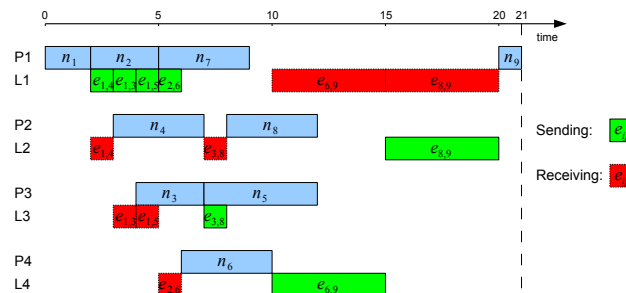 0 5 10 15 20 21
time
P1 n1 n2 n7 n9
L1 e1,4 e1,3 e1,5 e2,6 e6,9 e8,9
P2 n4 n8
L2 e1,4 e3,8 e8,9
Sending:
P3 n3 n5
Receiving:
L3 e1,3 e1,5 e3,8
P4 n6
L4 e2,6 e6,9